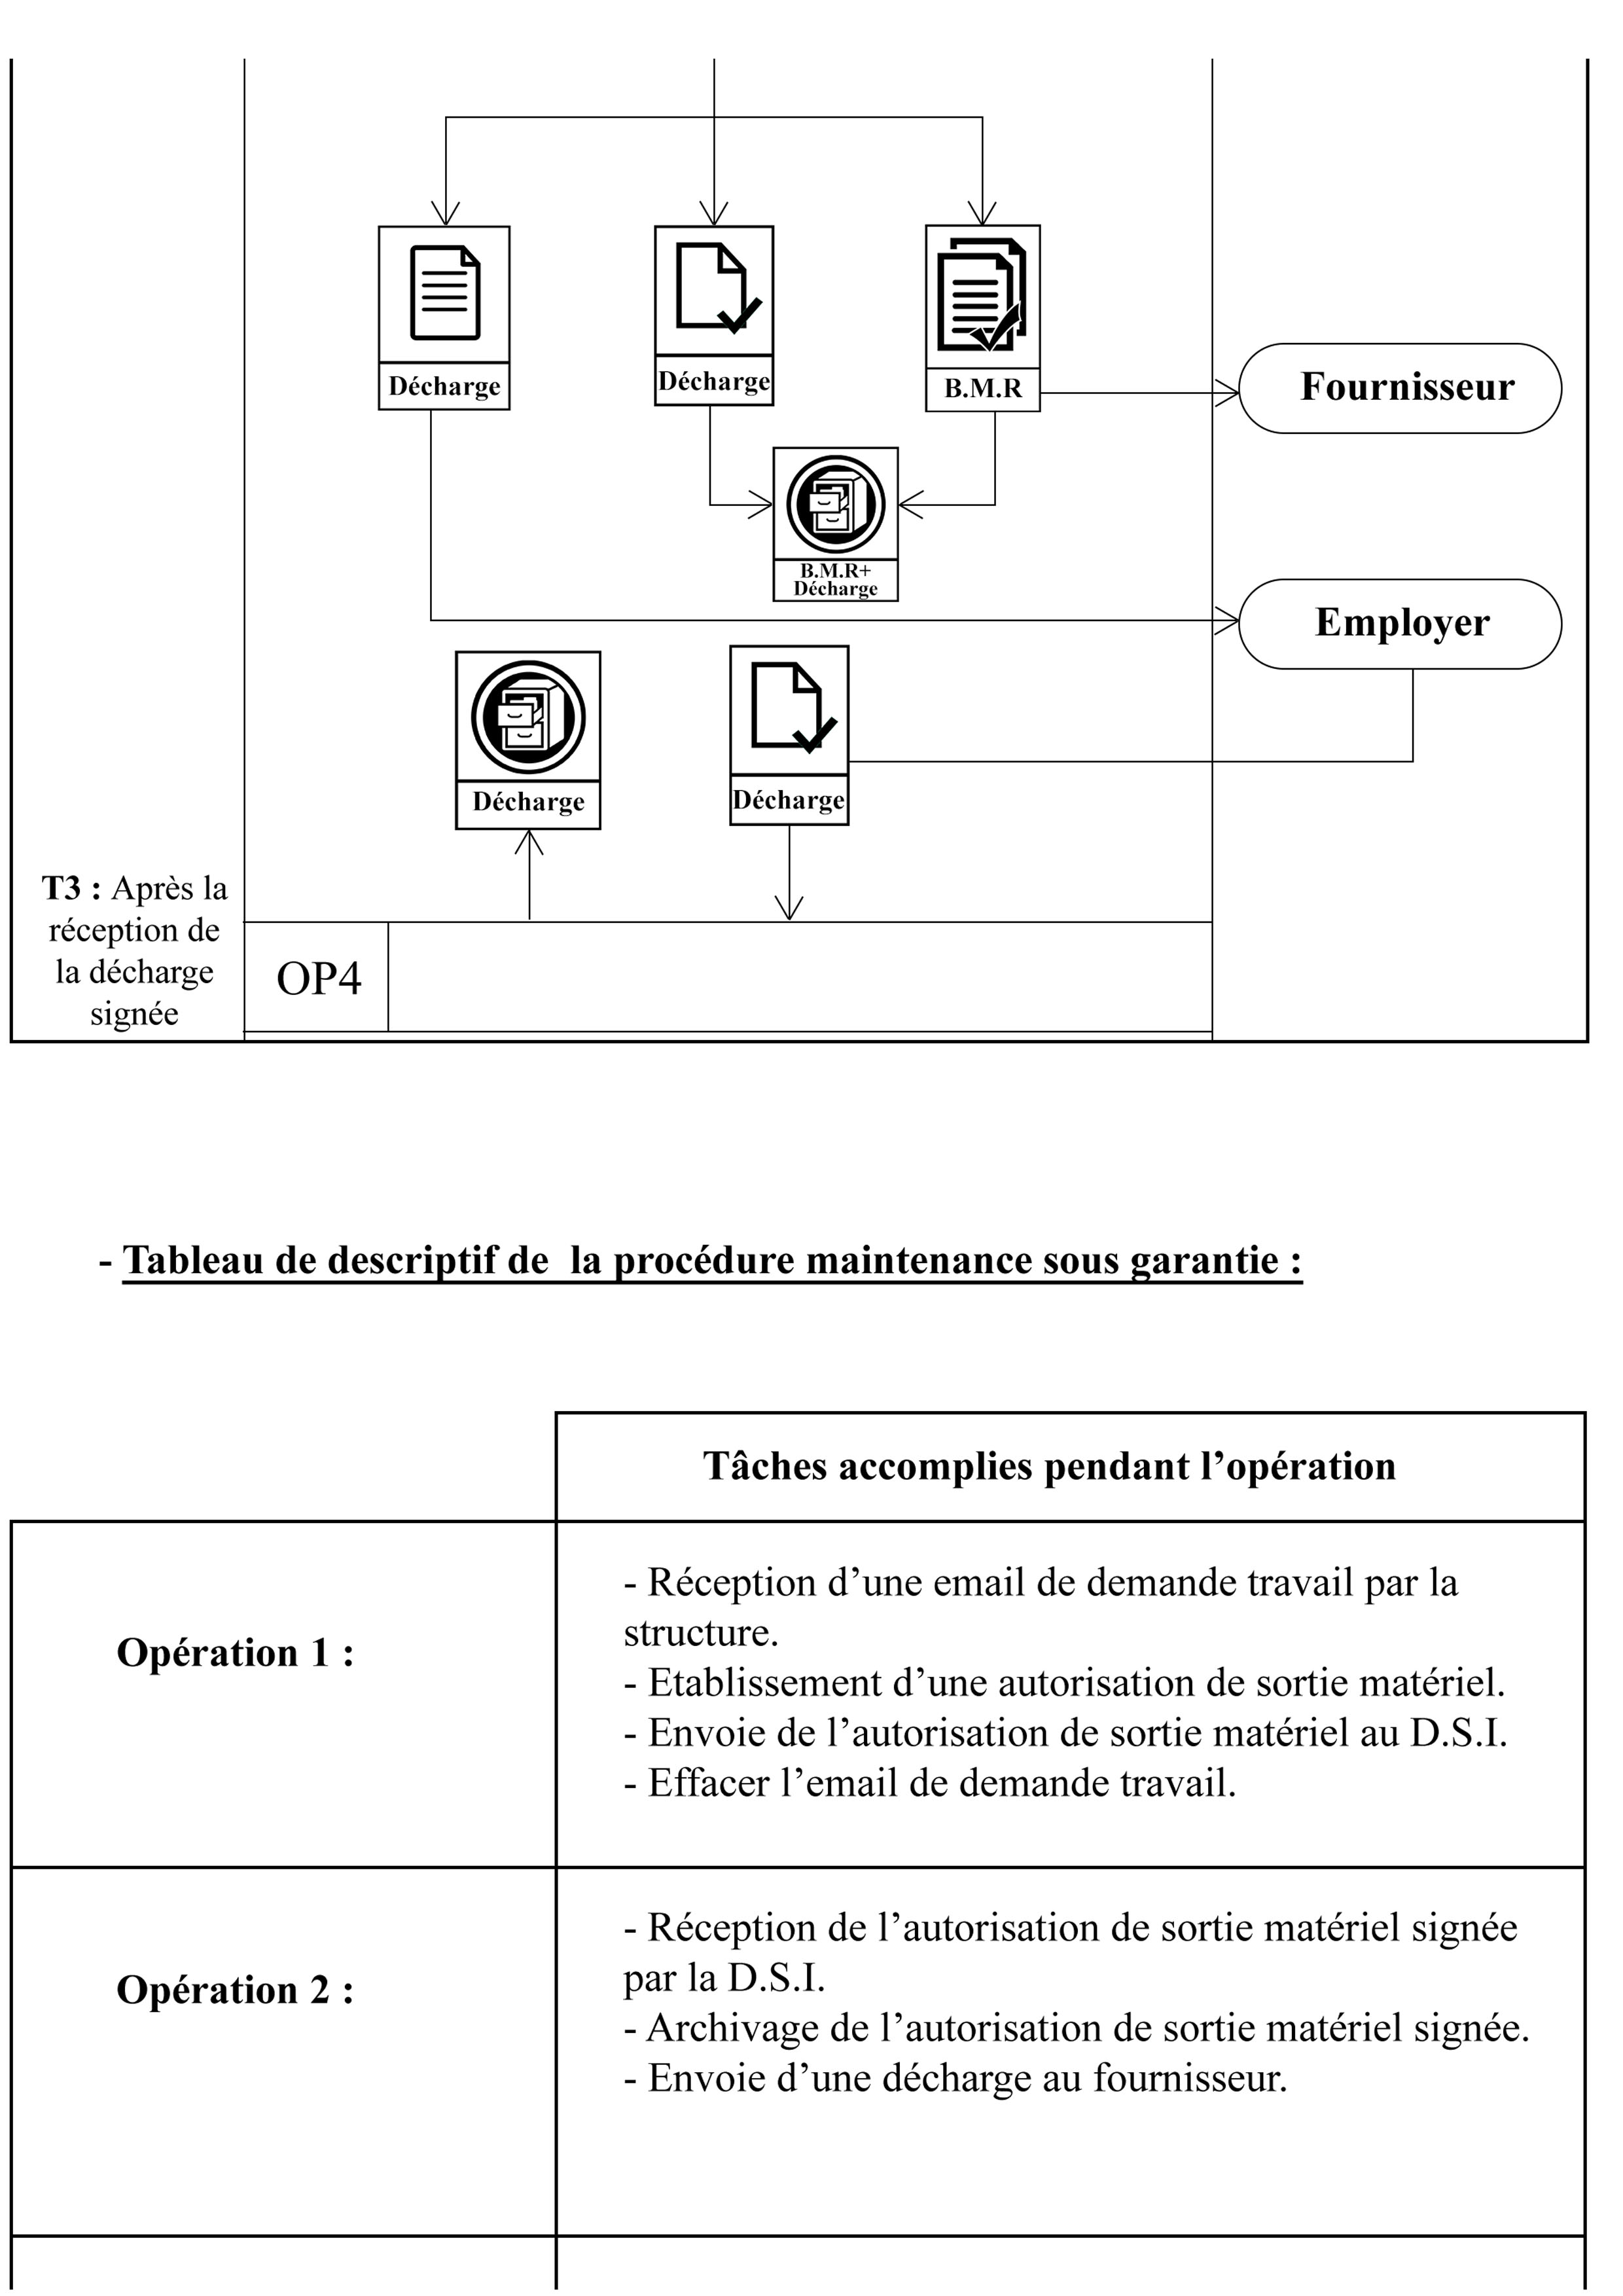 Décharge
Décharge
B.M.R
Fournisseur
B.M.R+
Décharge
Employer
Décharge
Décharge
T3 : Après la
réception de
la décharge
signée
OP4
- Tableau de descriptif de  la procédure maintenance sous garantie :
Tâches accomplies pendant l’opération
Opération 1 :
- Réception d’une email de demande travail par la
structure.
- Etablissement d’une autorisation de sortie matériel.
- Envoie de l’autorisation de sortie matériel au D.S.I.
- Effacer l’email de demande travail.
Opération 2 :
- Réception de l’autorisation de sortie matériel signée
par la D.S.I.
- Archivage de l’autorisation de sortie matériel signée.
- Envoie d’une décharge au fournisseur.